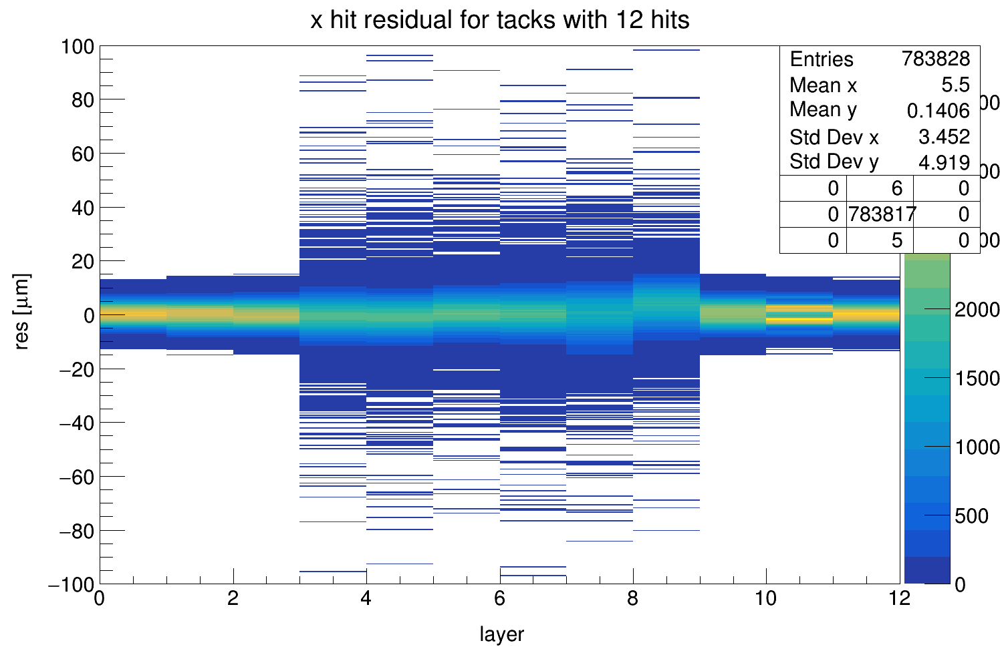 x hit residual for tacks with 12 hits
res [μm]
100
80
60
40
20
0
−20
−40
−60
−80
−100
0 2 4 6 8 10 12
layer
Entries 783828
Mean x 5.5
Mean y 0.1406
Std Dev x 3.452
Std Dev y 4.919
0 6 0
0 783817 0
0 5 0
2000
1500
1000
500
0